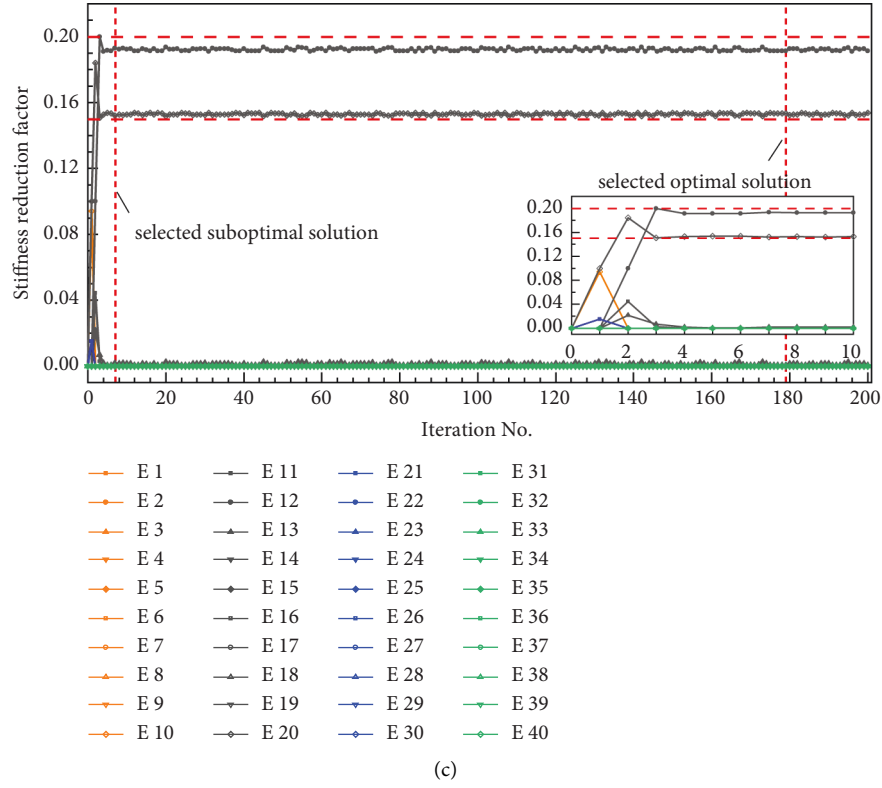 Stiffness reduction factor
0.20
0.16
0.12
0.08
0.04
0.00
selected suboptimal solution
selected optimal solution
0.20
0.16
0.12
0.08
0.04
0.00
0 2 4 6 8 10
0 20 40 60 80 100 120 140 160 180 200
Iteration No.
E 1 E 11 E 21 E 31
E 2 E 12 E 22 E 32
E 3 E 13 E 23 E 33
E 4 E 14 E 24 E 34
E 5 E 15 E 25 E 35
E 6 E 16 E 26 E 36
E 7 E 17 E 27 E 37
E 8 E 18 E 28 E 38
E 9 E 19 E 29 E 39
E 10 E 20 E 30 E 40
(c)